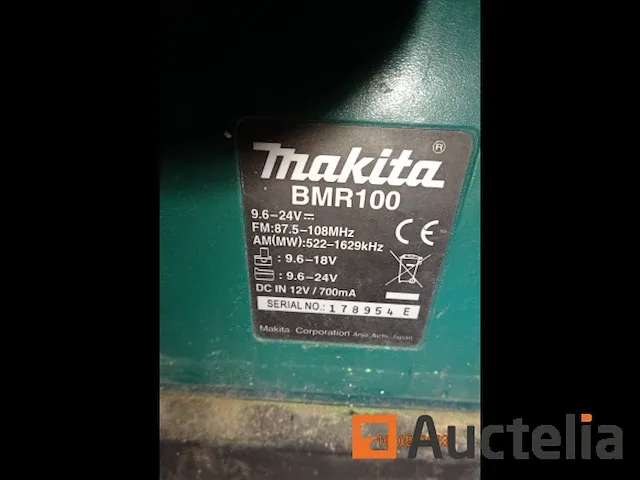 Makita®
BMR100
9.6–24V⎓
FM:87.5–108MHz
AM(MW):522–1629kHz
CE
: 9.6–18V
: 9.6–24V
DC IN 12V / 700mA
SERIAL NO.: 178954 E
Makita Corporation Anjo, Aichi, Japan
Auctelia